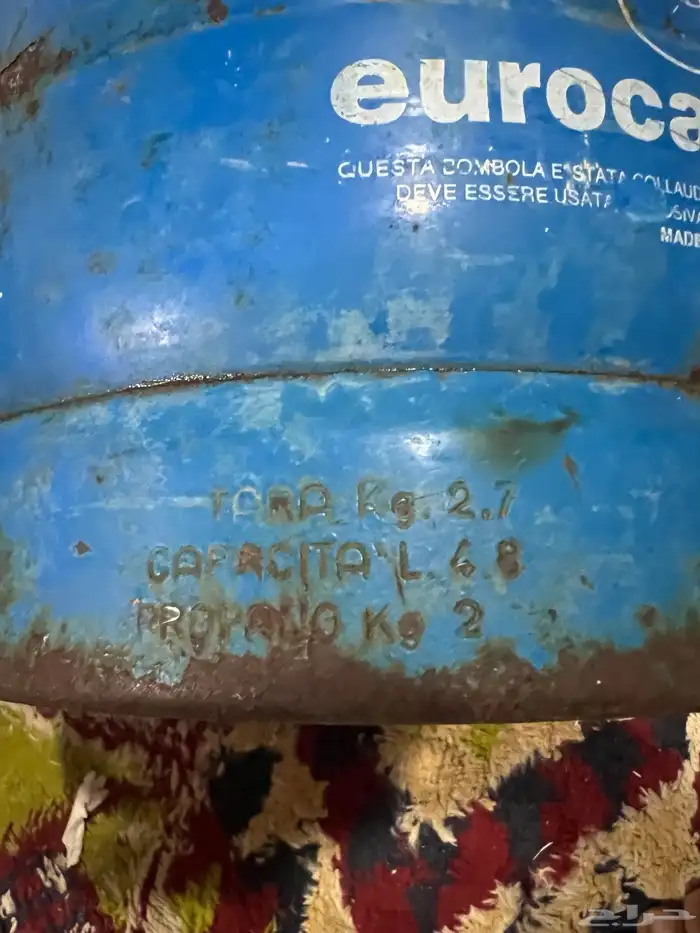 euroca
QUESTA BOMBOLA E' STATA COLLAUD
DEVE ESSERE USATA
MADE
TARA Kg. 2.7
CAPACITA' L. 4.8
PROPANO Kg 2
حراج